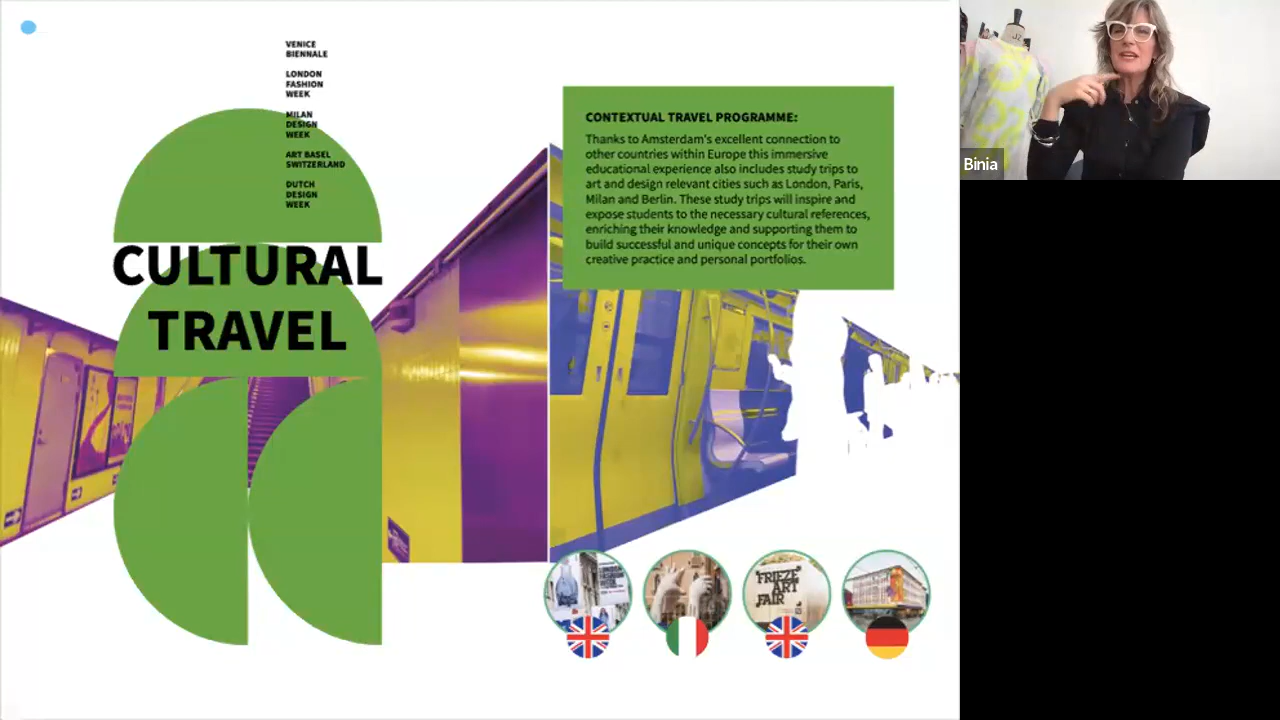 VENICE
BIENNALE
LONDON
FASHION
WEEK
MILAN
DESIGN
WEEK
ART BASEL
SWITZERLAND
DUTCH
DESIGN
WEEK
CULTURAL
TRAVEL
CONTEXTUAL TRAVEL PROGRAMME:
Thanks to Amsterdam's excellent connection to
other countries within Europe this immersive
educational experience also includes study trips to
art and design relevant cities such as London, Paris,
Milan and Berlin. These study trips will inspire and
expose students to the necessary cultural references,
enriching their knowledge and supporting them to
build successful and unique concepts for their own
creative practice and personal portfolios.
LONDON
FASHION
WEEK
FRIEZE
ART
FAIR
Binia